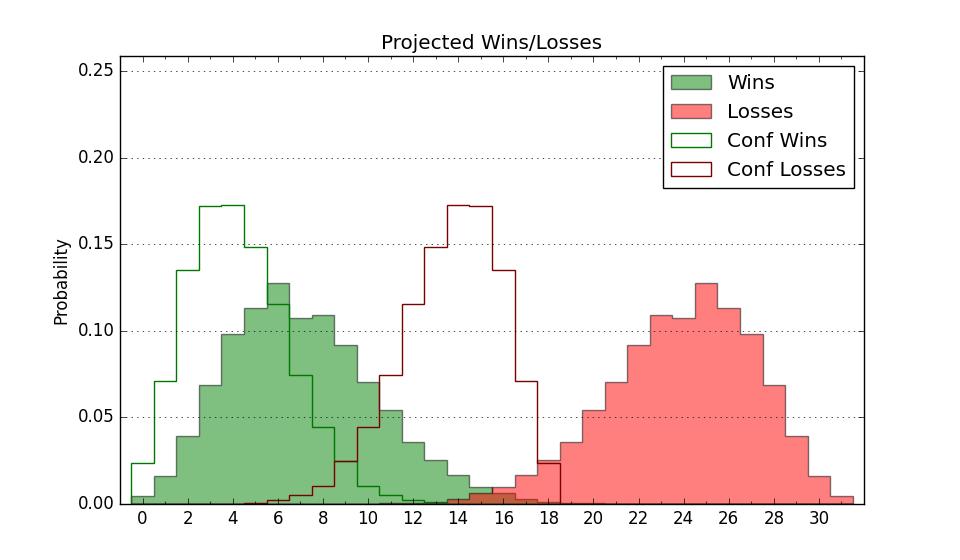 Projected Wins/Losses
0.25
0.20
0.15
0.10
0.05
0.00
Probability
Wins
Losses
Conf Wins
Conf Losses
0 2 4 6 8 10 12 14 16 18 20 22 24 26 28 30